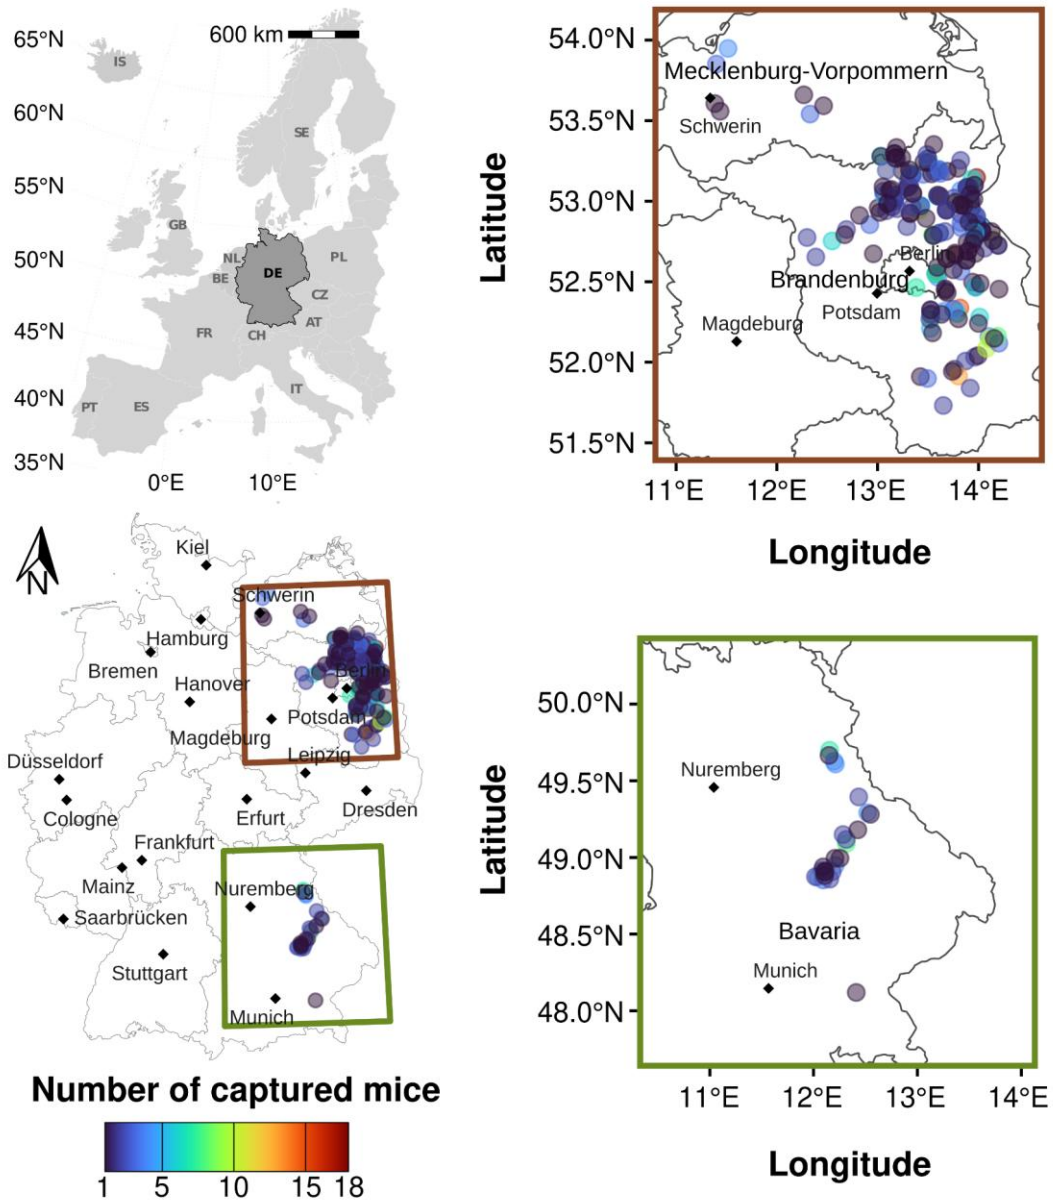 65°N
60°N
55°N
50°N
45°N
40°N
35°N
0°E
10°E
600 km
IS
SE
GB
NL
BE
DE
PL
CZ
AT
FR
CH
IT
PT
ES
Latitude
54.0°N
53.5°N
53.0°N
52.5°N
52.0°N
51.5°N
Mecklenburg-Vorpommern
Schwerin
Berlin
Brandenburg
Potsdam
Magdeburg
11°E
12°E
13°E
14°E
Longitude
N
Kiel
Schwerin
Hamburg
Bremen
Hanover
Berlin
Potsdam
Magdeburg
Leipzig
Düsseldorf
Cologne
Erfurt
Dresden
Frankfurt
Mainz
Nuremberg
Saarbrücken
Stuttgart
Munich
Latitude
50.0°N
49.5°N
49.0°N
48.5°N
48.0°N
Nuremberg
Bavaria
Munich
11°E
12°E
13°E
14°E
Longitude
Number of captured mice
1
5
10
15
18